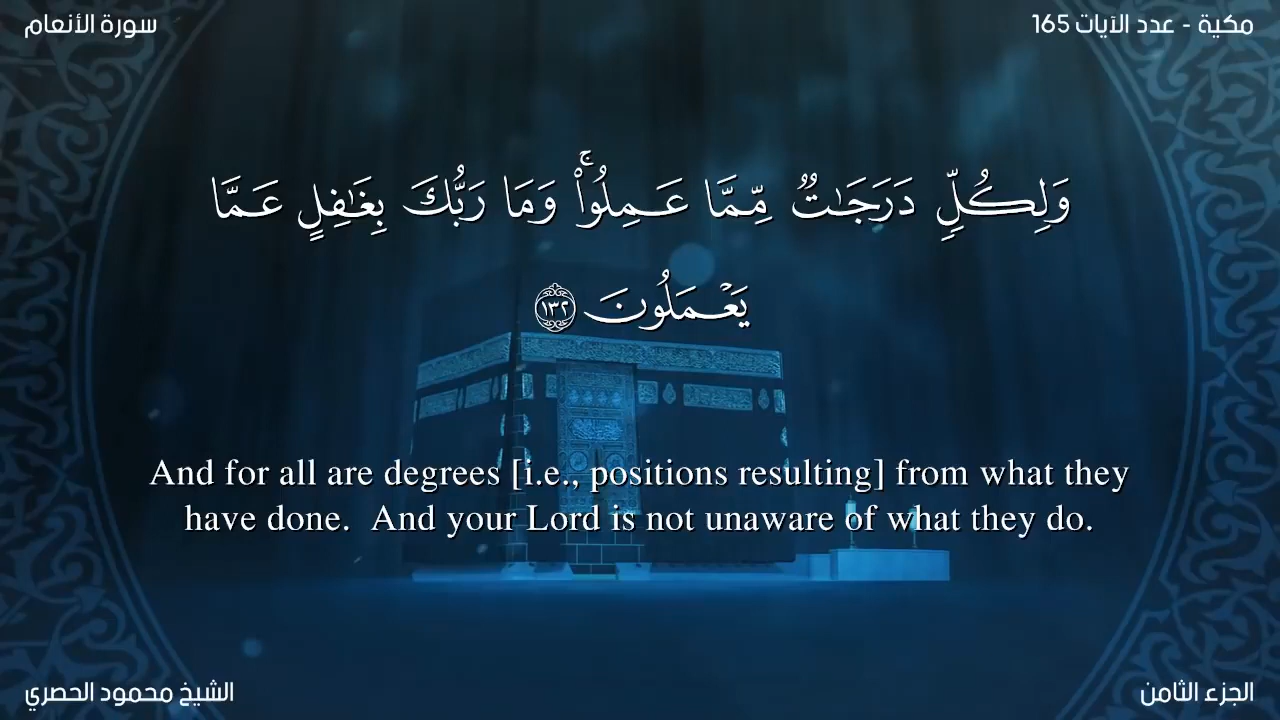 سورة الأنعام
مكية - عدد الآيات 165
وَلِكُلٍّۢ دَرَجَـٰتٌۭ مِّمَّا عَمِلُوا۟ ۚ وَمَا رَبُّكَ بِغَـٰفِلٍ عَمَّا
يَعْمَلُونَ ١٣٢
And for all are degrees [i.e., positions resulting] from what they
have done.  And your Lord is not unaware of what they do.
الشيخ محمود الحصري
الجزء الثامن